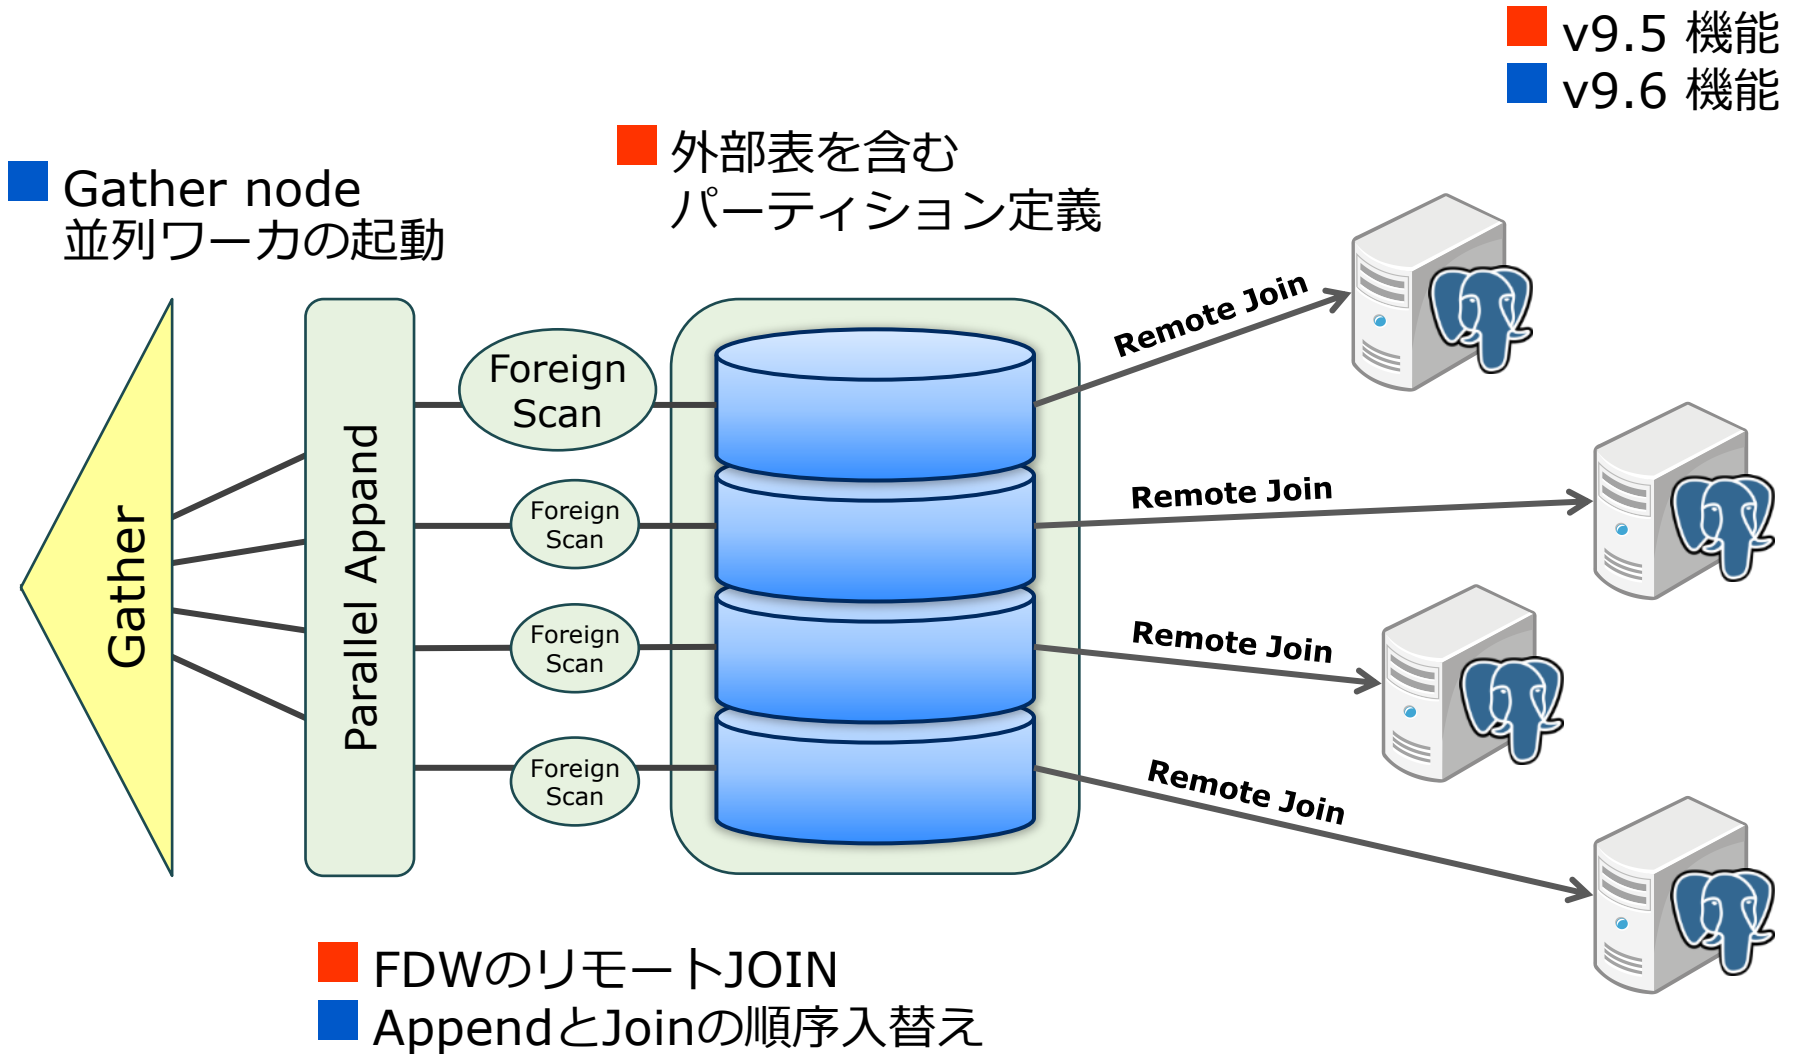 v9.5 機能
v9.6 機能
外部表を含む
パーティション定義
Gather node
並列ワーカの起動
Gather
Parallel Appand
Foreign
Scan
Foreign
Scan
Foreign
Scan
Foreign
Scan
Remote Join
Remote Join
Remote Join
Remote Join
FDWのリモートJOIN
AppendとJoinの順序入替え